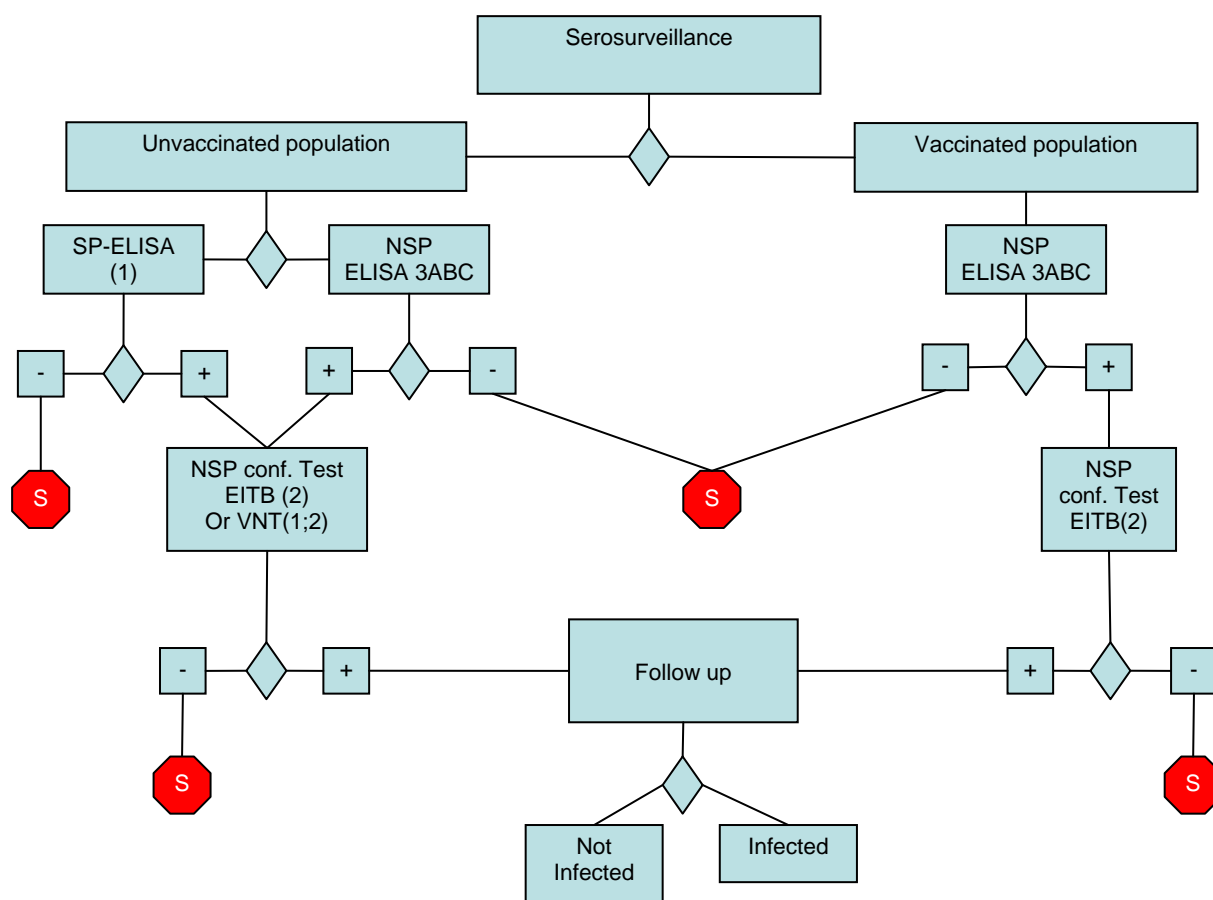 Serosurveillance
Unvaccinated population
Vaccinated population
SP-ELISA
(1)
NSP
ELISA 3ABC
NSP
ELISA 3ABC
-
+
+
-
-
+
S
NSP conf. Test
EITB (2)
Or VNT(1;2)
S
NSP
conf. Test
EITB(2)
-
+
Follow up
+
-
S
S
Not
Infected
Infected